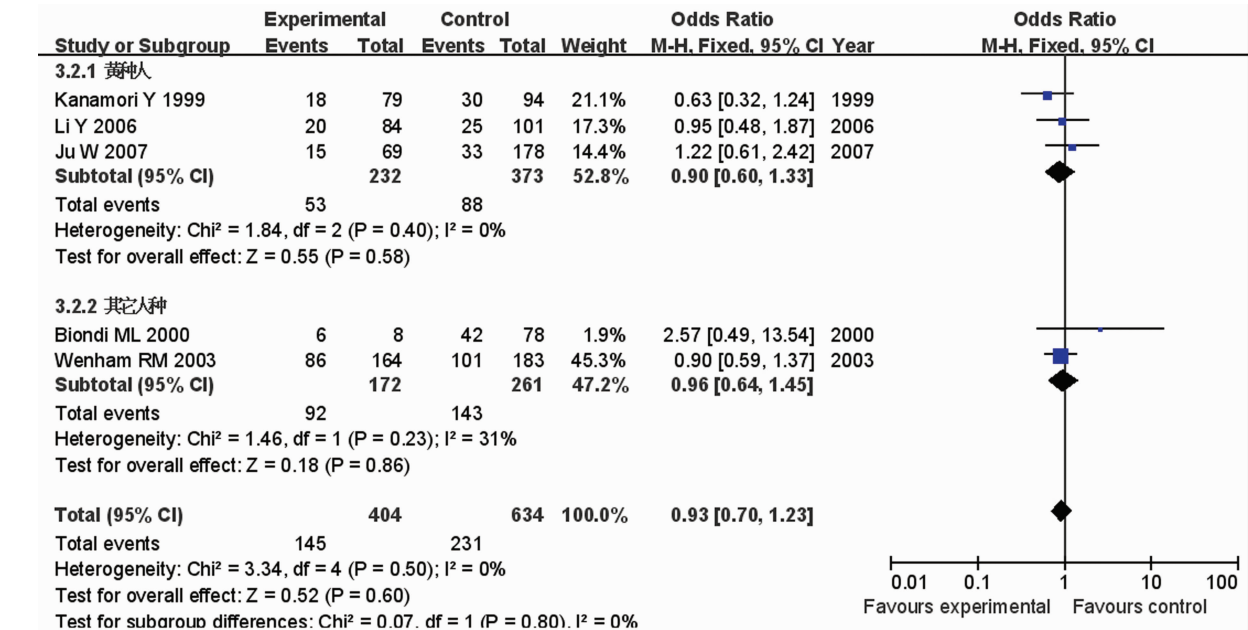 Experimental Control Odds Ratio Odds Ratio
Study or Subgroup Events Total Events Total Weight M-H, Fixed, 95% CI Year M-H, Fixed, 95% CI
3.2.1 黄种人
Kanamori Y 1999 18 79 30 94 21.1% 0.63 [0.32, 1.24] 1999
Li Y 2006 20 84 25 101 17.3% 0.95 [0.48, 1.87] 2006
Ju W 2007 15 69 33 178 14.4% 1.22 [0.61, 2.42] 2007
Subtotal (95% CI) 232 373 52.8% 0.90 [0.60, 1.33]
Total events 53 88
Heterogeneity: Chi² = 1.84, df = 2 (P = 0.40); I² = 0%
Test for overall effect: Z = 0.55 (P = 0.58)
3.2.2 其它人种
Biondi ML 2000 6 8 42 78 1.9% 2.57 [0.49, 13.54] 2000
Wenham RM 2003 86 164 101 183 45.3% 0.90 [0.59, 1.37] 2003
Subtotal (95% CI) 172 261 47.2% 0.96 [0.64, 1.45]
Total events 92 143
Heterogeneity: Chi² = 1.46, df = 1 (P = 0.23); I² = 31%
Test for overall effect: Z = 0.18 (P = 0.86)
Total (95% CI) 404 634 100.0% 0.93 [0.70, 1.23]
Total events 145 231
Heterogeneity: Chi² = 3.34, df = 4 (P = 0.50); I² = 0%
Test for overall effect: Z = 0.52 (P = 0.60)
Test for subgroup differences: Chi² = 0.07, df = 1 (P = 0.80), I² = 0%
0.01 0.1 1 10 100
Favours experimental Favours control